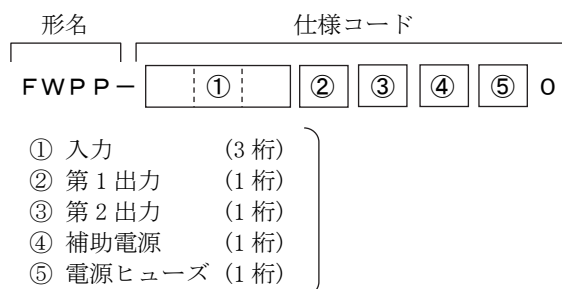 形名 仕様コード
FWPP- ① ② ③ ④ ⑤ 0
① 入力 (3桁)
② 第1出力 (1桁)
③ 第2出力 (1桁)
④ 補助電源 (1桁)
⑤ 電源ヒューズ (1桁)